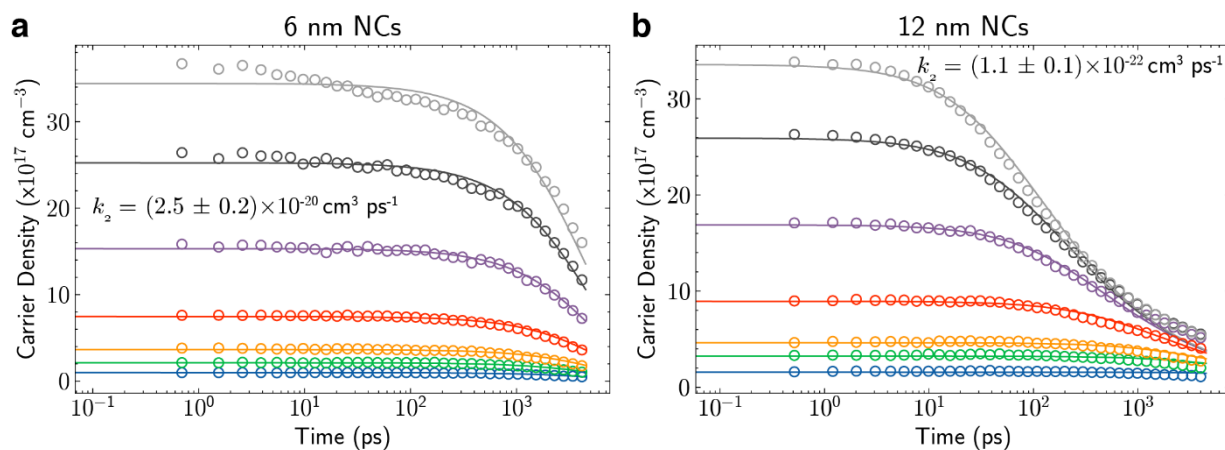 a
6 nm NCs
Carrier Density (x10¹⁷ cm⁻³)
30
20
10
0
k₂ = (2.5 ± 0.2)×10⁻²⁰ cm³ ps⁻¹
10⁻¹ 10⁰ 10¹ 10² 10³
Time (ps)
b
12 nm NCs
Carrier Density (x10¹⁷ cm⁻³)
30
20
10
0
k₂ = (1.1 ± 0.1)×10⁻²² cm³ ps⁻¹
10⁻¹ 10⁰ 10¹ 10² 10³
Time (ps)